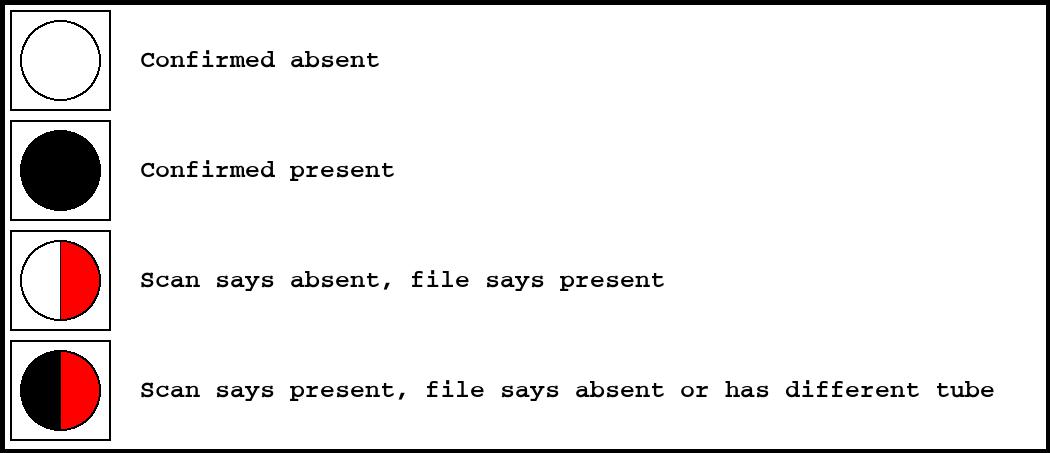 Confirmed absent
Confirmed present
Scan says absent, file says present
Scan says present, file says absent or has different tube